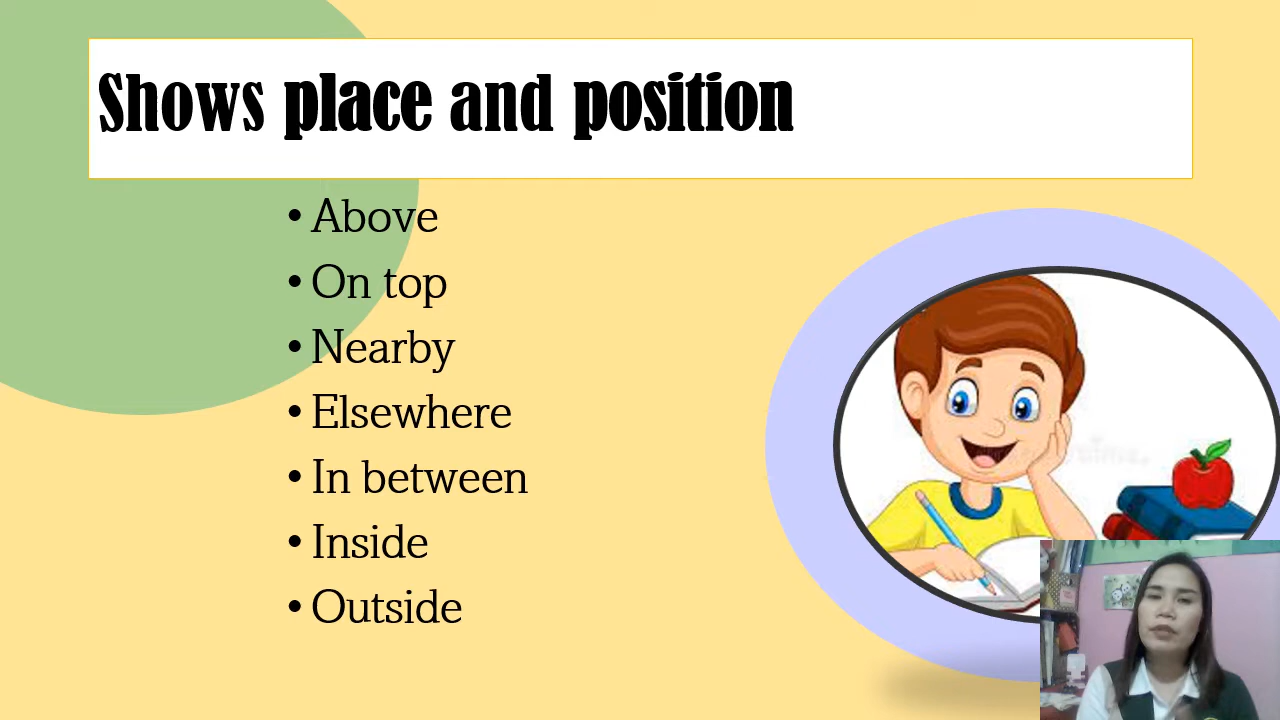 Shows place and position
• Above
• On top
• Nearby
• Elsewhere
• In between
• Inside
• Outside